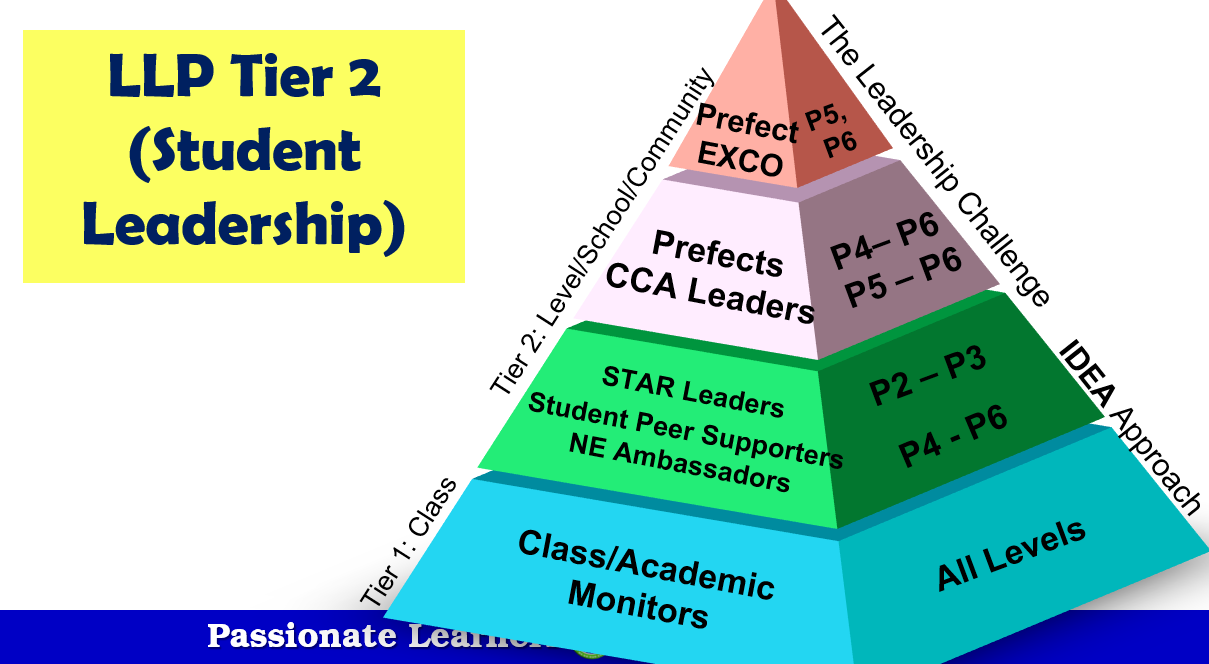 LLP Tier 2
(Student
Leadership)
Prefect
EXCO
P5,
P6
Prefects
CCA Leaders
P4– P6
P5 – P6
STAR Leaders
Student Peer Supporters
NE Ambassadors
P2 – P3
P4 - P6
Class/Academic
Monitors
All Levels
Tier 2: Level/School/Community
Tier 1: Class
The Leadership Challenge
IDEA Approach
Passionate